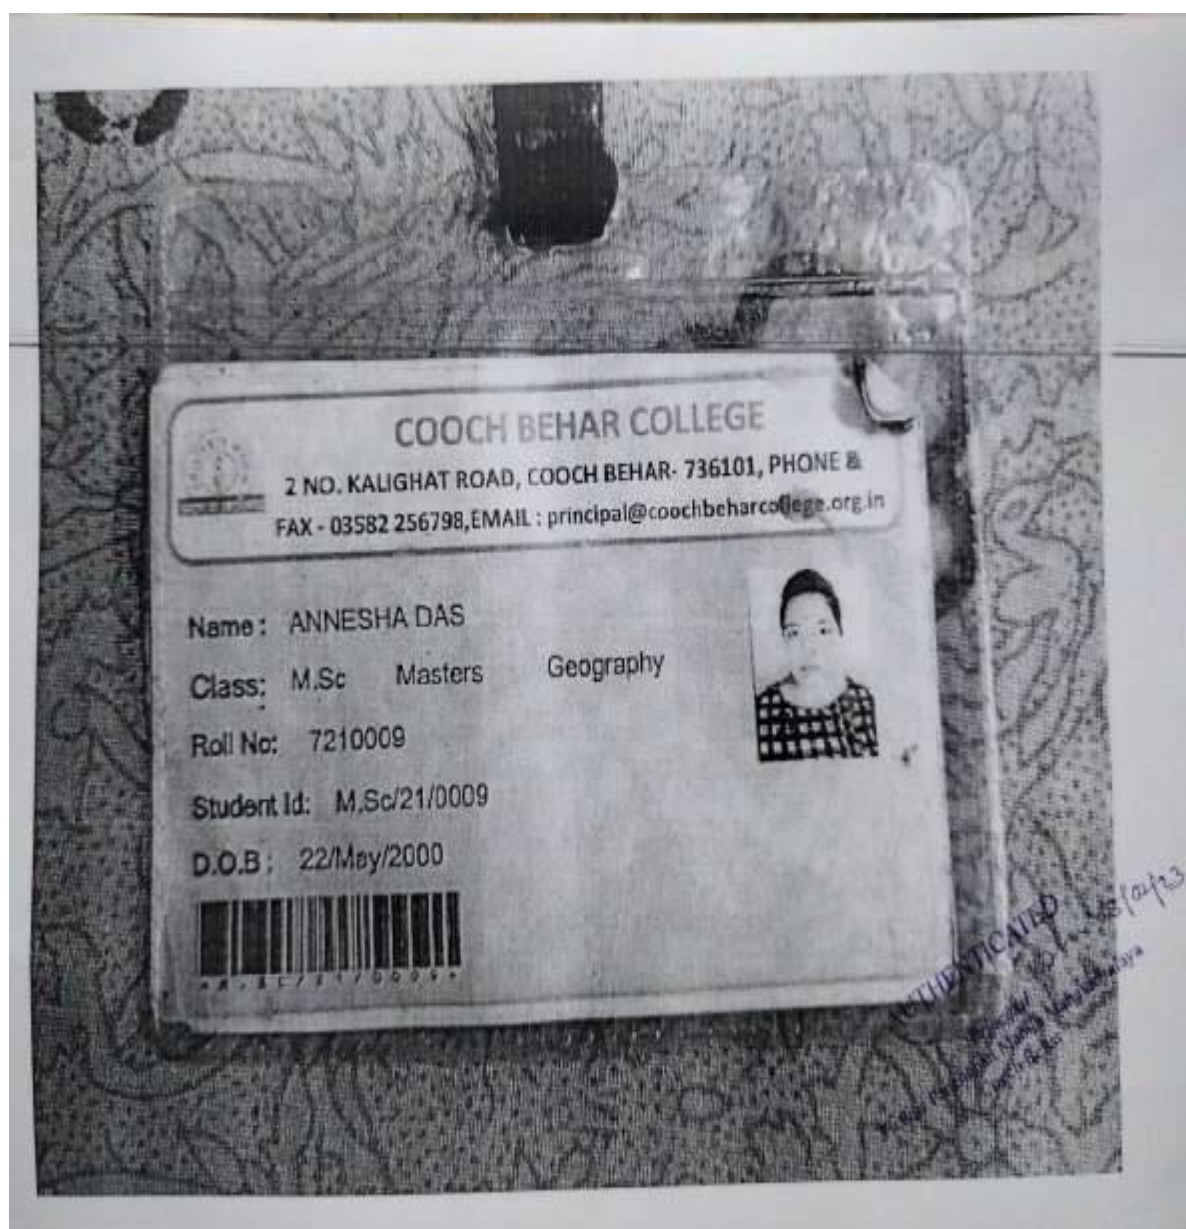 COOCH BEHAR COLLEGE
2 NO. KALIGHAT ROAD, COOCH BEHAR- 736101, PHONE &
FAX - 03582 256798,EMAIL : principal@coochbeharcollege.org.in
Name : ANNESHA DAS
Class: M.Sc Masters Geography
Roll No: 7210009
Student Id: M.Sc/21/0009
D.O.B : 22/May/2000
AUTHENTICATED